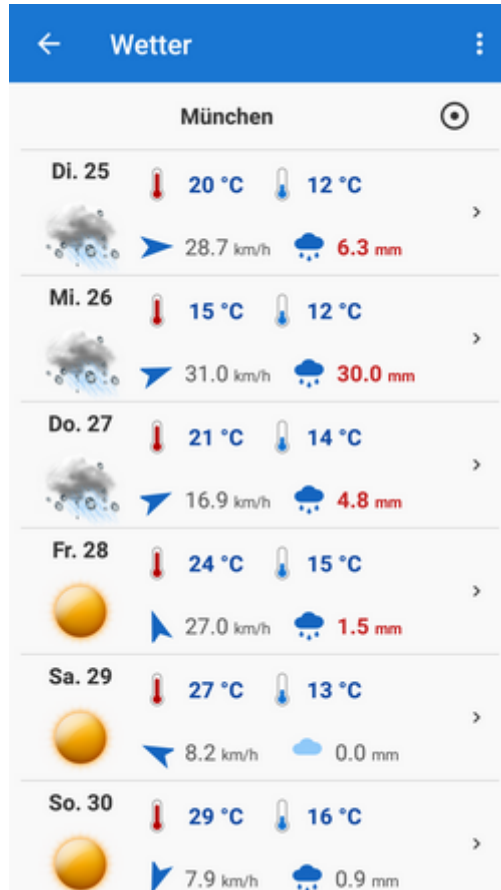 Wetter
München
Di. 25
20 °C 12 °C
28.7 km/h 6.3 mm
Mi. 26
15 °C 12 °C
31.0 km/h 30.0 mm
Do. 27
21 °C 14 °C
16.9 km/h 4.8 mm
Fr. 28
24 °C 15 °C
27.0 km/h 1.5 mm
Sa. 29
27 °C 13 °C
8.2 km/h 0.0 mm
So. 30
29 °C 16 °C
7.9 km/h 0.9 mm